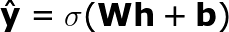 ŷ = σ(Wh + b)